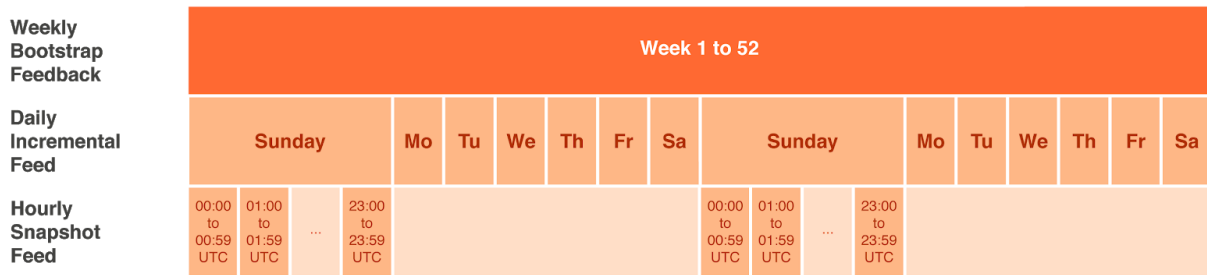 Weekly
Bootstrap
Feedback
Week 1 to 52
Daily
Incremental
Feed
Sunday Mo Tu We Th Fr Sa Sunday Mo Tu We Th Fr Sa
Hourly
Snapshot
Feed
00:00
to
00:59
UTC
01:00
to
01:59
UTC
...
23:00
to
23:59
UTC
00:00
to
00:59
UTC
01:00
to
01:59
UTC
...
23:00
to
23:59
UTC